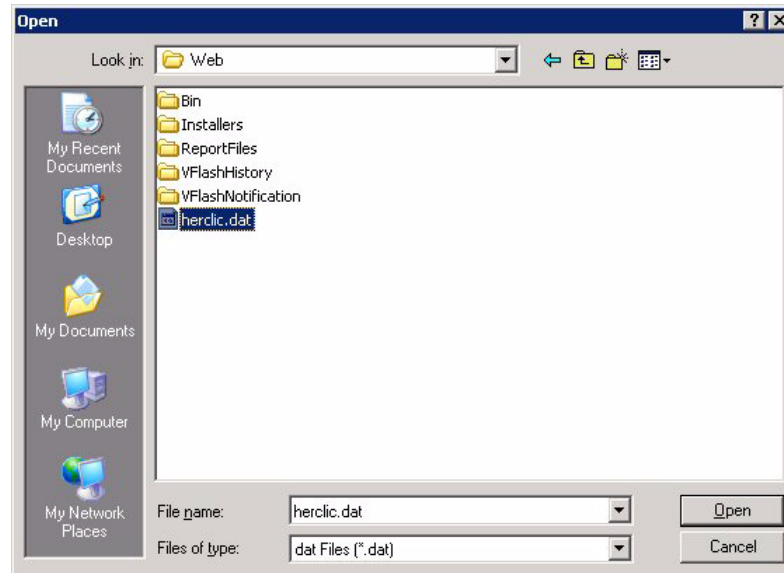 Open
Look in: Web
My Recent
Documents
Desktop
My Documents
My Computer
My Network
Places
Bin
Installers
ReportFiles
VFlashHistory
VFlashNotification
herclic.dat
File name: herclic.dat Open
Files of type: dat Files (*.dat) Cancel